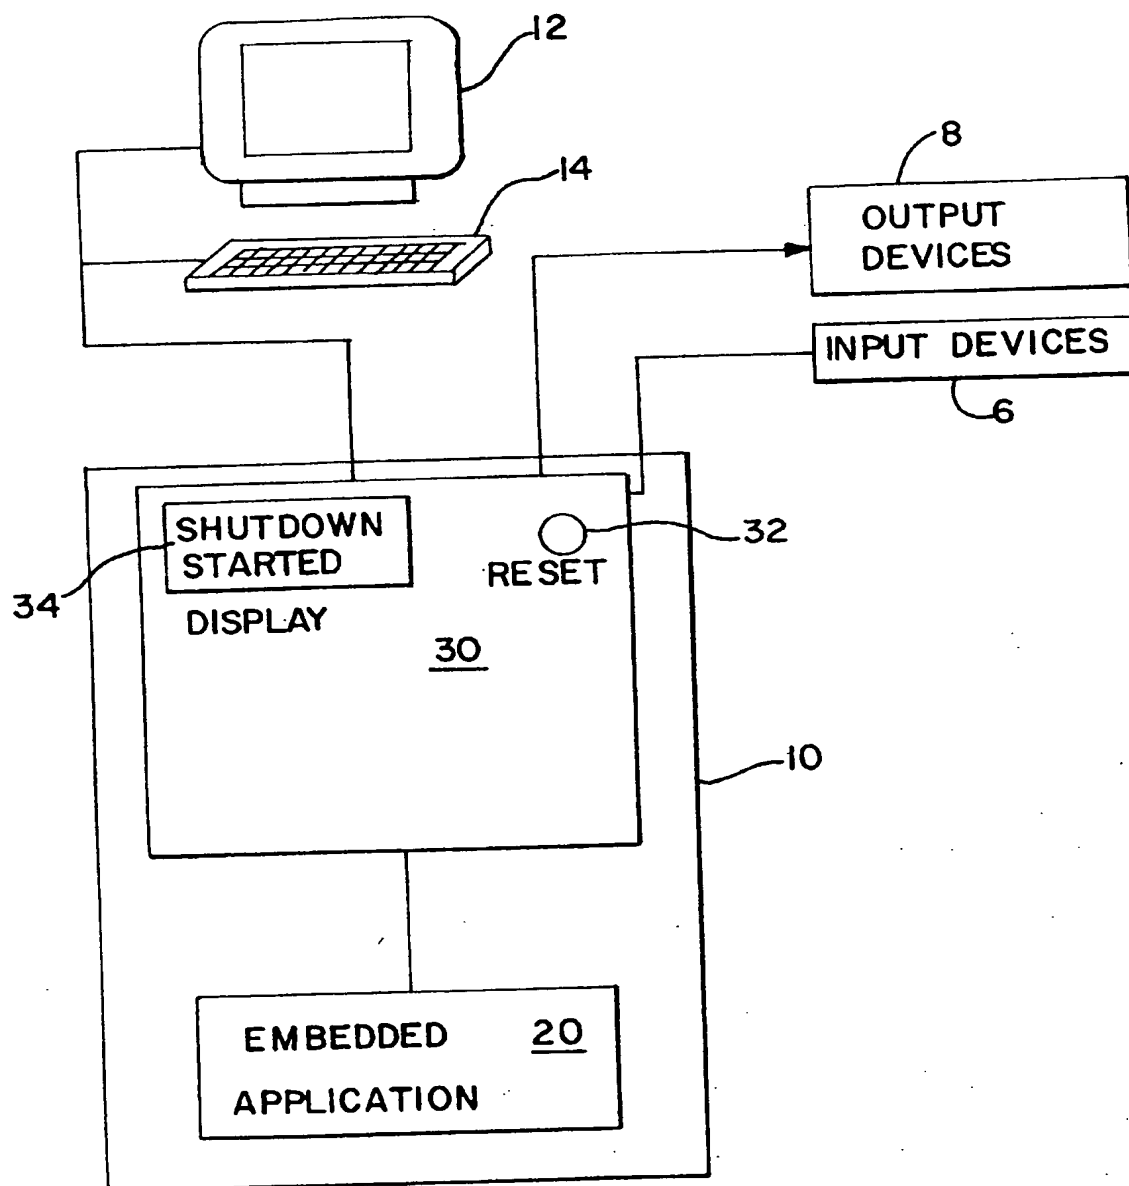 12
14
8
OUTPUT
DEVICES
INPUT DEVICES
6
SHUTDOWN
STARTED
34
DISPLAY
32
RESET
30
10
EMBEDDED 20
APPLICATION